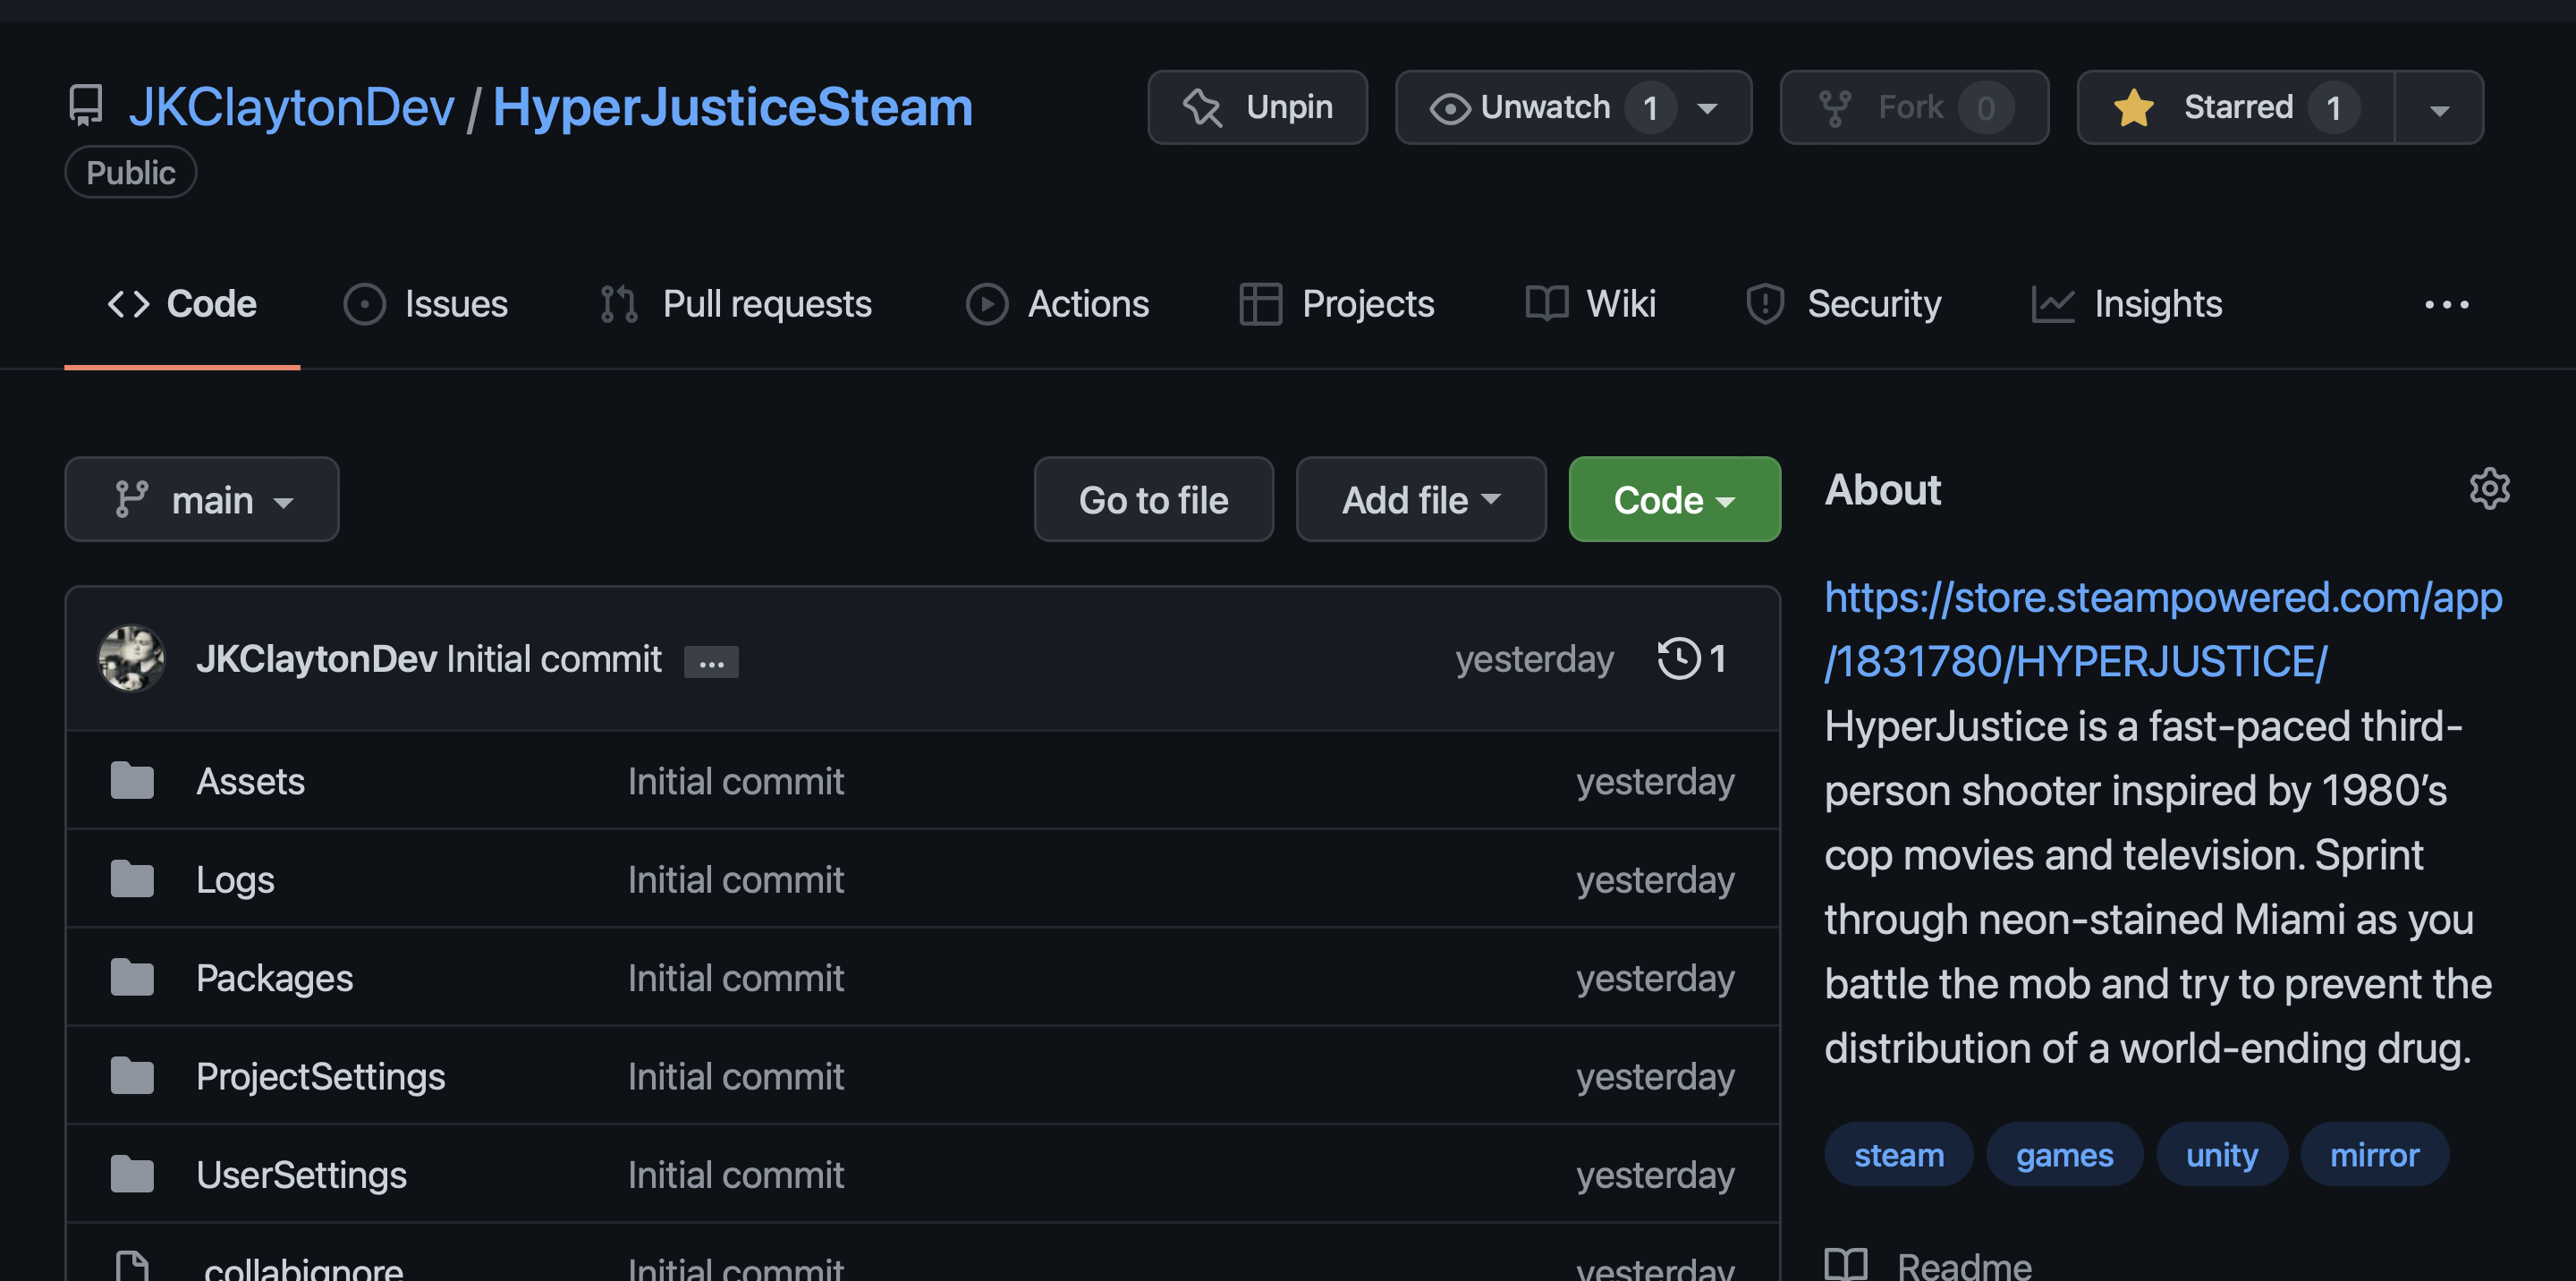 JKClaytonDev / HyperJusticeSteam
Public
Unpin
Unwatch 1
Fork 0
Starred 1
Code
Issues
Pull requests
Actions
Projects
Wiki
Security
Insights
main
Go to file
Add file
Code
JKClaytonDev Initial commit ...
yesterday
1
Assets Initial commit yesterday
Logs Initial commit yesterday
Packages Initial commit yesterday
ProjectSettings Initial commit yesterday
UserSettings Initial commit yesterday
.collabignore Initial commit yesterday
About
https://store.steampowered.com/app
/1831780/HYPERJUSTICE/
HyperJustice is a fast-paced third-
person shooter inspired by 1980’s
cop movies and television. Sprint
through neon-stained Miami as you
battle the mob and try to prevent the
distribution of a world-ending drug.
steam games unity mirror
Readme